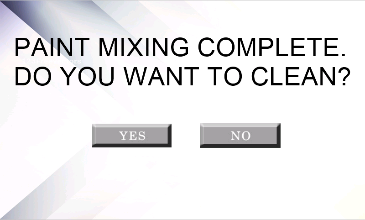 PAINT MIXING COMPLETE.
DO YOU WANT TO CLEAN?
YES NO